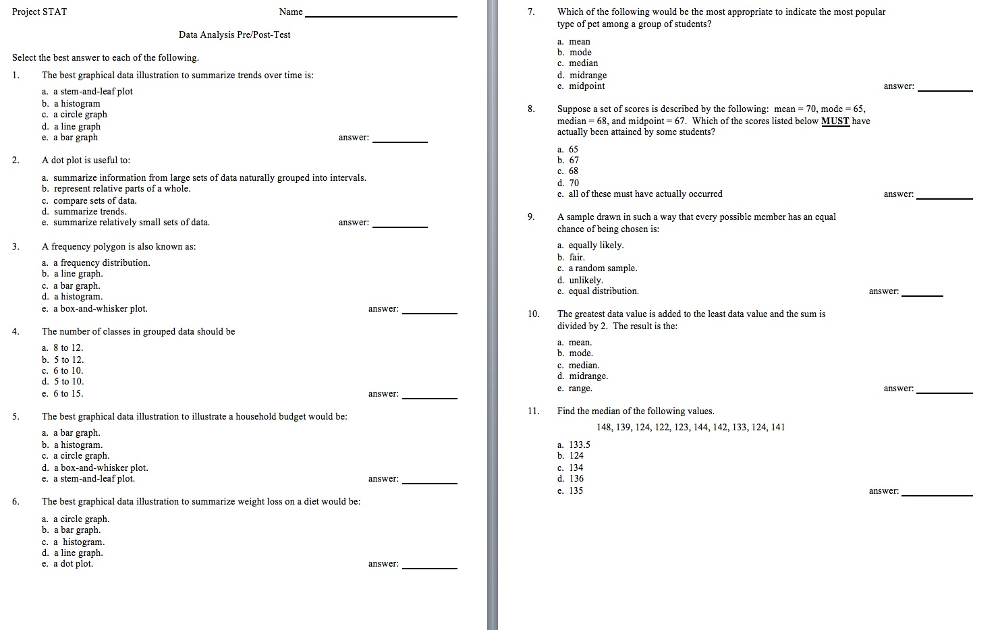 Project STAT Name
Data Analysis Pre/Post-Test
Select the best answer to each of the following.
1. The best graphical data illustration to summarize trends over time is:
a. a stem-and-leaf plot
b. a histogram
c. a circle graph
d. a line graph
e. a bar graph answer:
2. A dot plot is useful to:
a. summarize information from large sets of data naturally grouped into intervals.
b. represent relative parts of a whole.
c. compare sets of data.
d. summarize trends.
e. summarize relatively small sets of data. answer:
3. A frequency polygon is also known as:
a. a frequency distribution.
b. a line graph.
c. a bar graph.
d. a histogram.
e. a box-and-whisker plot. answer:
4. The number of classes in grouped data should be
a. 8 to 12.
b. 5 to 12.
c. 6 to 10.
d. 5 to 10.
e. 6 to 15. answer:
5. The best graphical data illustration to illustrate a household budget would be:
a. a bar graph.
b. a histogram.
c. a circle graph.
d. a box-and-whisker plot.
e. a stem-and-leaf plot. answer:
6. The best graphical data illustration to summarize weight loss on a diet would be:
a. a circle graph.
b. a bar graph.
c. a histogram.
d. a line graph.
e. a dot plot. answer:
7. Which of the following would be the most appropriate to indicate the most popular
type of pet among a group of students?
a. mean
b. mode
c. median
d. midrange
e. midpoint answer:
8. Suppose a set of scores is described by the following: mean = 70, mode = 65,
median = 68, and midpoint = 67. Which of the scores listed below MUST have
actually been attained by some students?
a. 65
b. 67
c. 68
d. 70
e. all of these must have actually occurred answer:
9. A sample drawn in such a way that every possible member has an equal
chance of being chosen is:
a. equally likely.
b. fair.
c. a random sample.
d. unlikely.
e. equal distribution. answer:
10. The greatest data value is added to the least data value and the sum is
divided by 2. The result is the:
a. mean.
b. mode.
c. median.
d. midrange.
e. range. answer:
11. Find the median of the following values.
148, 139, 124, 122, 123, 144, 142, 133, 124, 141
a. 133.5
b. 124
c. 134
d. 136
e. 135 answer: